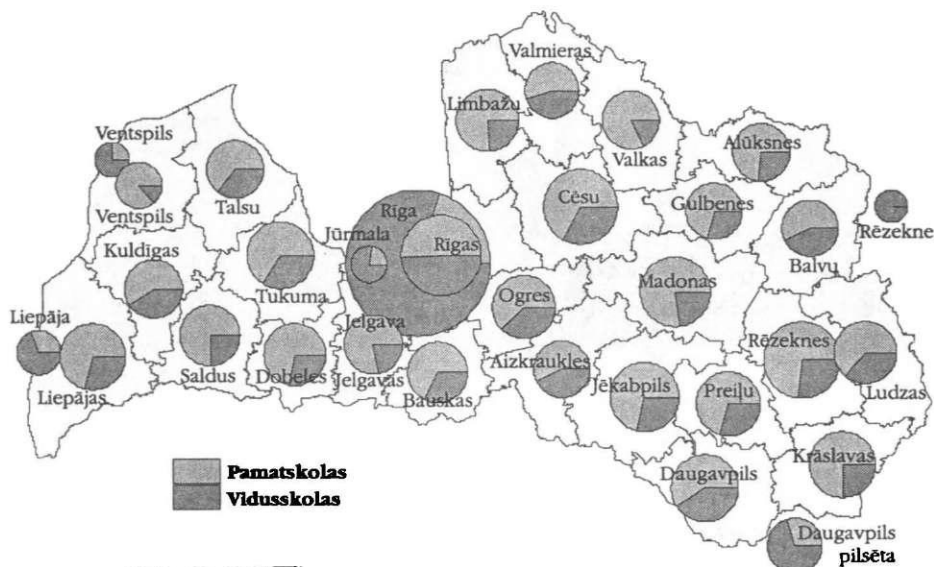 Valmieras
Limbažu
Ventspils
Valkas
Alūksnes
Ventspils
Talsu
Cēsu
Gulbenes
Rīga
Jūrmala
Rīgas
Rēzekne
Kuldīgas
Balvu
Tukuma
Madonas
Ogres
Liepāja
Jelgava
Rēzeknes
Aizkraukles
Saldus
Dobeles
Jelgavas
Jēkabpils
Preiļu
Ludzas
Liepājas
Bauskas
Krāslavas
Daugavpils
Pamatskolas
Vidusskolas
Daugavpils
pilsēta